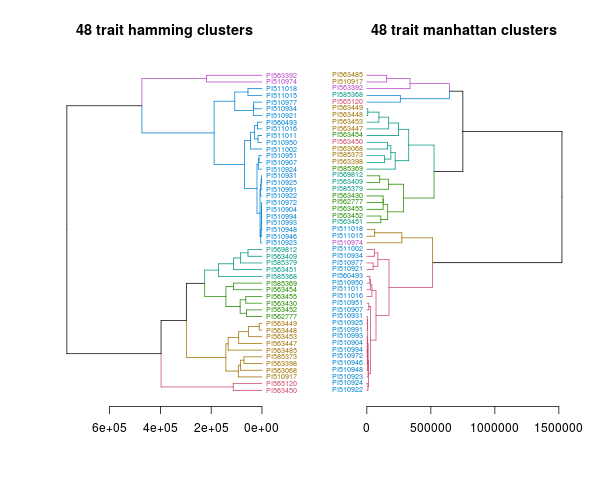 48 trait hamming clusters
PI563392
PI510974
PI511018
PI511015
PI510977
PI510934
PI510921
PI560493
PI511016
PI511011
PI510950
PI511002
PI510951
PI510907
PI510924
PI510931
PI510925
PI510991
PI510922
PI510972
PI510904
PI510994
PI510993
PI510948
PI510946
PI510923
PI569812
PI563409
PI585379
PI563451
PI585368
PI585369
PI563454
PI563455
PI563430
PI563452
PI562777
PI563449
PI563448
PI563453
PI563447
PI563485
PI585373
PI563398
PI563068
PI510917
PI565120
PI563450
6e+05 4e+05 2e+05 0e+00
48 trait manhattan clusters
PI563485
PI510917
PI563392
PI585368
PI565120
PI563449
PI563448
PI563453
PI563447
PI563454
PI563450
PI563068
PI585373
PI563398
PI585369
PI569812
PI563409
PI585379
PI563430
PI562777
PI563455
PI563452
PI563451
PI511018
PI511015
PI510974
PI511002
PI510934
PI510977
PI510921
PI560493
PI510950
PI511011
PI511016
PI510951
PI510907
PI510931
PI510925
PI510991
PI510993
PI510904
PI510994
PI510972
PI510946
PI510948
PI510923
PI510924
PI510922
0 500000 1000000 1500000